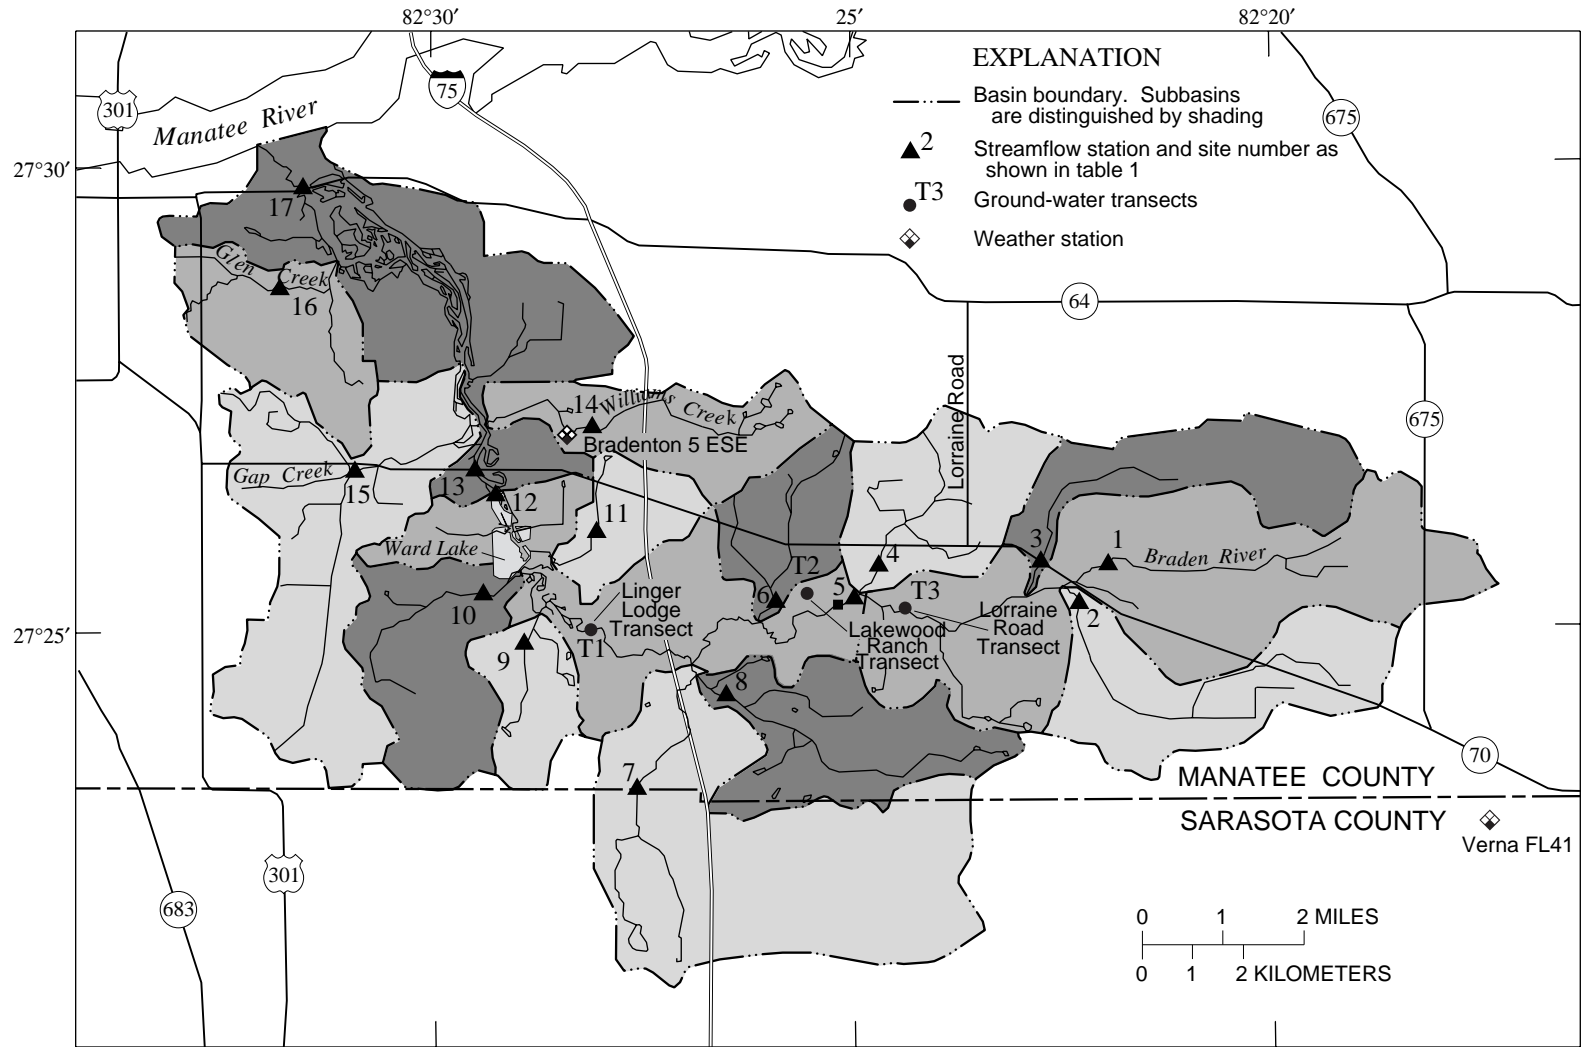 82°30′
25′
82°20′
EXPLANATION
Basin boundary. Subbasins
are distinguished by shading
2
Streamflow station and site number as
shown in table 1
T3
Ground-water transects
Weather station
75
301
675
Manatee River
27°30′
17
Glen
Creek
16
64
Lorraine Road
675
14
Williams Creek
Bradenton 5 ESE
Gap Creek
15
13
12
11
Ward Lake
3
1
Braden River
T2
4
5
6
T3
2
10
Linger
Lodge
Transect
T1
Lakewood
Ranch
Transect
Lorraine
Road
Transect
27°25′
9
8
7
70
MANATEE COUNTY
SARASOTA COUNTY
Verna FL41
301
683
0 1 2 MILES
0 1 2 KILOMETERS